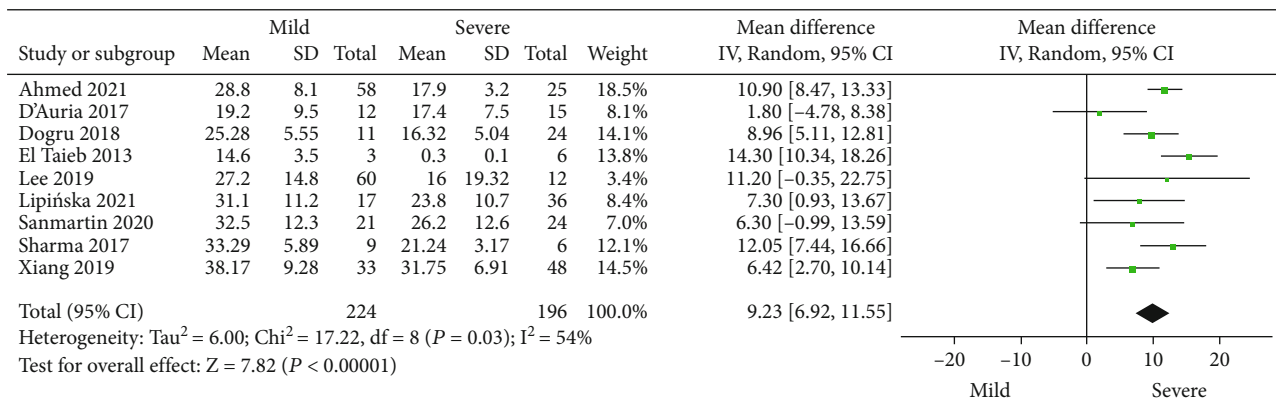 Mild Severe Mean difference Mean difference
Study or subgroup Mean SD Total Mean SD Total Weight IV, Random, 95% CI IV, Random, 95% CI
Ahmed 2021 28.8 8.1 58 17.9 3.2 25 18.5% 10.90 [8.47, 13.33]
D'Auria 2017 19.2 9.5 12 17.4 7.5 15 8.1% 1.80 [−4.78, 8.38]
Dogru 2018 25.28 5.55 11 16.32 5.04 24 14.1% 8.96 [5.11, 12.81]
El Taieb 2013 14.6 3.5 3 0.3 0.1 6 13.8% 14.30 [10.34, 18.26]
Lee 2019 27.2 14.8 60 16 19.32 12 3.4% 11.20 [−0.35, 22.75]
Lipińska 2021 31.1 11.2 17 23.8 10.7 36 8.4% 7.30 [0.93, 13.67]
Sanmartin 2020 32.5 12.3 21 26.2 12.6 24 7.0% 6.30 [−0.99, 13.59]
Sharma 2017 33.29 5.89 9 21.24 3.17 6 12.1% 12.05 [7.44, 16.66]
Xiang 2019 38.17 9.28 33 31.75 6.91 48 14.5% 6.42 [2.70, 10.14]
Total (95% CI) 224 196 100.0% 9.23 [6.92, 11.55]
Heterogeneity: Tau² = 6.00; Chi² = 17.22, df = 8 (P = 0.03); I² = 54%
Test for overall effect: Z = 7.82 (P < 0.00001)
−20 −10 0 10 20
Mild Severe